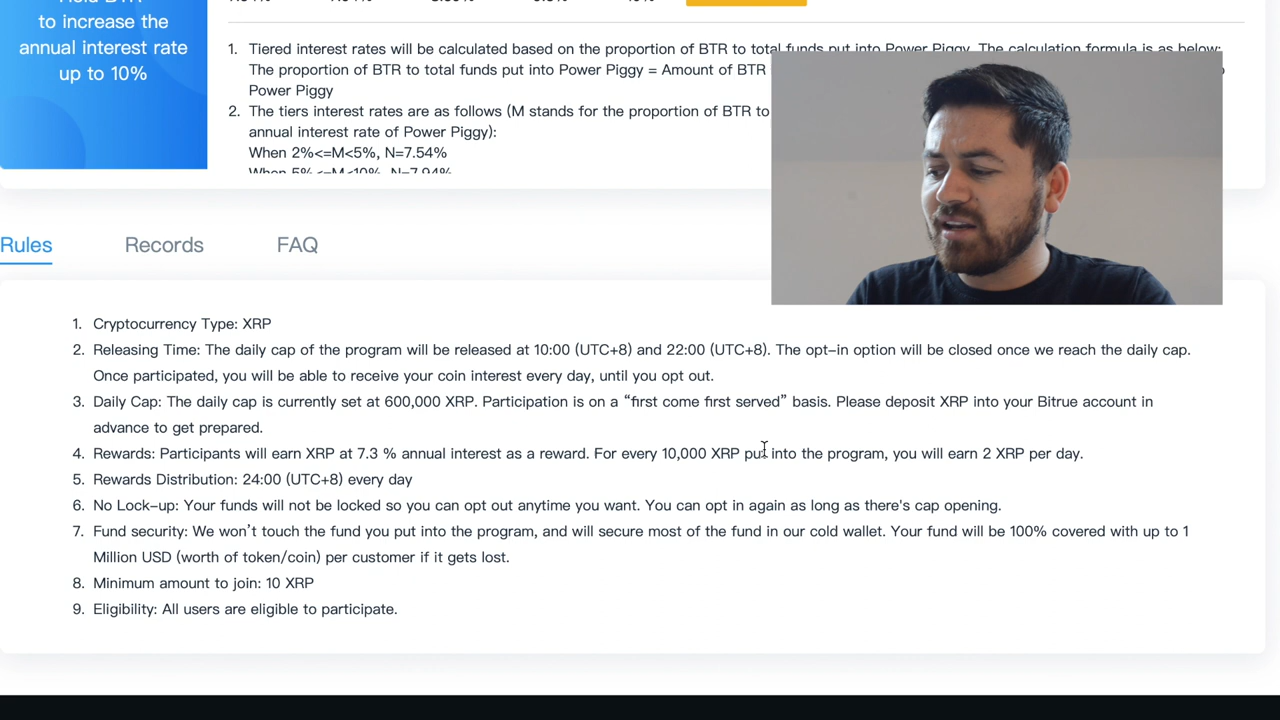 to increase the
annual interest rate
up to 10%
1. Tiered interest rates will be calculated based on the proportion of BTR to total funds put into Power Piggy. The calculation formula is as below:
The proportion of BTR to total funds put into Power Piggy = Amount of BTR
Power Piggy
2. The tiers interest rates are as follows (M stands for the proportion of BTR to
annual interest rate of Power Piggy):
When 2%<=M<5%, N=7.54%
When 5%<=M<10%, N=7.94%
Rules Records FAQ
1. Cryptocurrency Type: XRP
2. Releasing Time: The daily cap of the program will be released at 10:00 (UTC+8) and 22:00 (UTC+8). The opt-in option will be closed once we reach the daily cap.
Once participated, you will be able to receive your coin interest every day, until you opt out.
3. Daily Cap: The daily cap is currently set at 600,000 XRP. Participation is on a “first come first served” basis. Please deposit XRP into your Bitrue account in
advance to get prepared.
4. Rewards: Participants will earn XRP at 7.3 % annual interest as a reward. For every 10,000 XRP put into the program, you will earn 2 XRP per day.
5. Rewards Distribution: 24:00 (UTC+8) every day
6. No Lock-up: Your funds will not be locked so you can opt out anytime you want. You can opt in again as long as there's cap opening.
7. Fund security: We won’t touch the fund you put into the program, and will secure most of the fund in our cold wallet. Your fund will be 100% covered with up to 1
Million USD (worth of token/coin) per customer if it gets lost.
8. Minimum amount to join: 10 XRP
9. Eligibility: All users are eligible to participate.